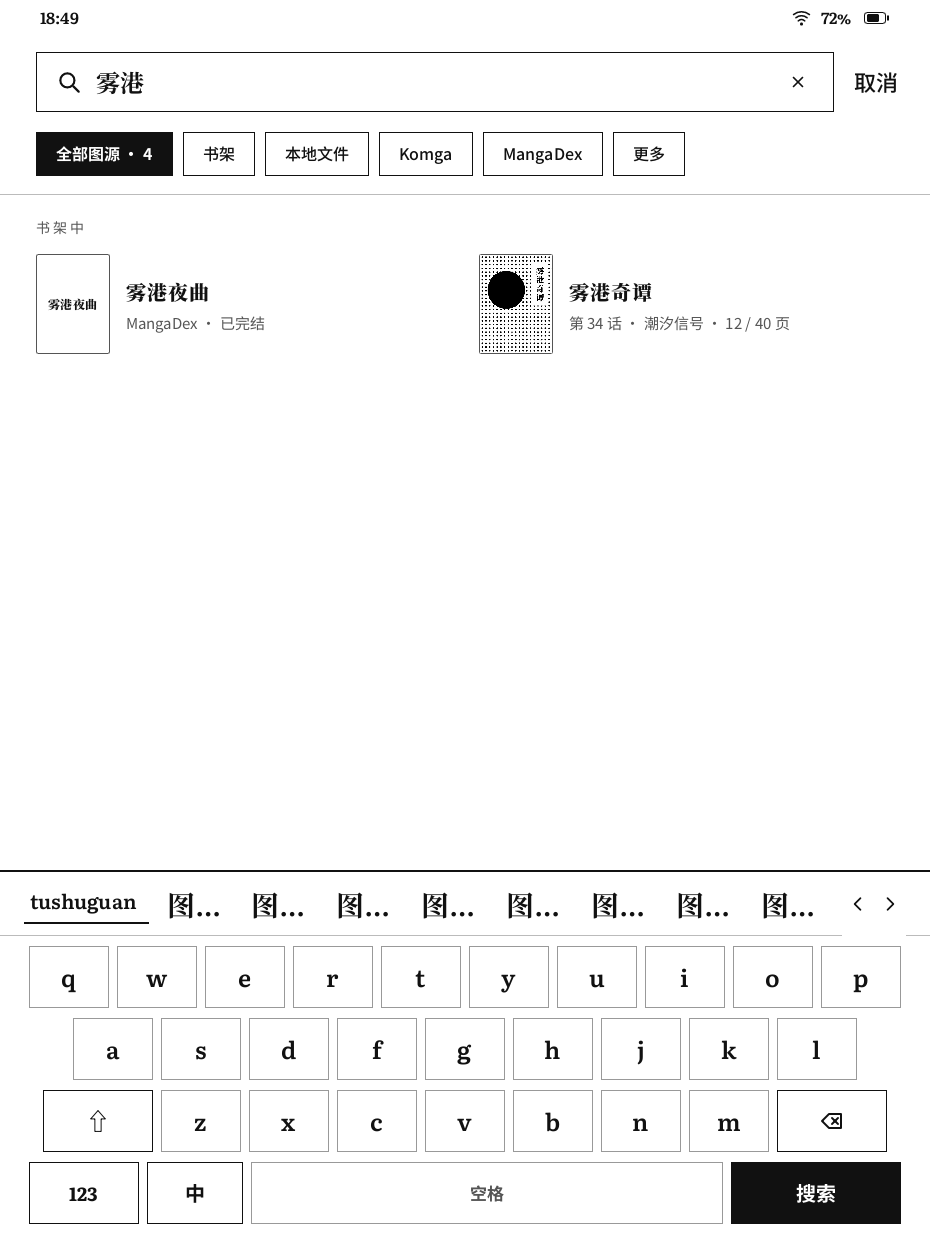 18:49 72%
雾港 × 取消
全部图源 · 4 书架 本地文件 Komga MangaDex 更多
书架中
雾港夜曲
雾港夜曲
MangaDex · 已完结
雾港奇谭
雾港奇谭
第 34 话 · 潮汐信号 · 12 / 40 页
tushuguan 图... 图... 图... 图... 图... 图... 图... 图...
q w e r t y u i o p
a s d f g h j k l
z x c v b n m
123 中 空格 搜索